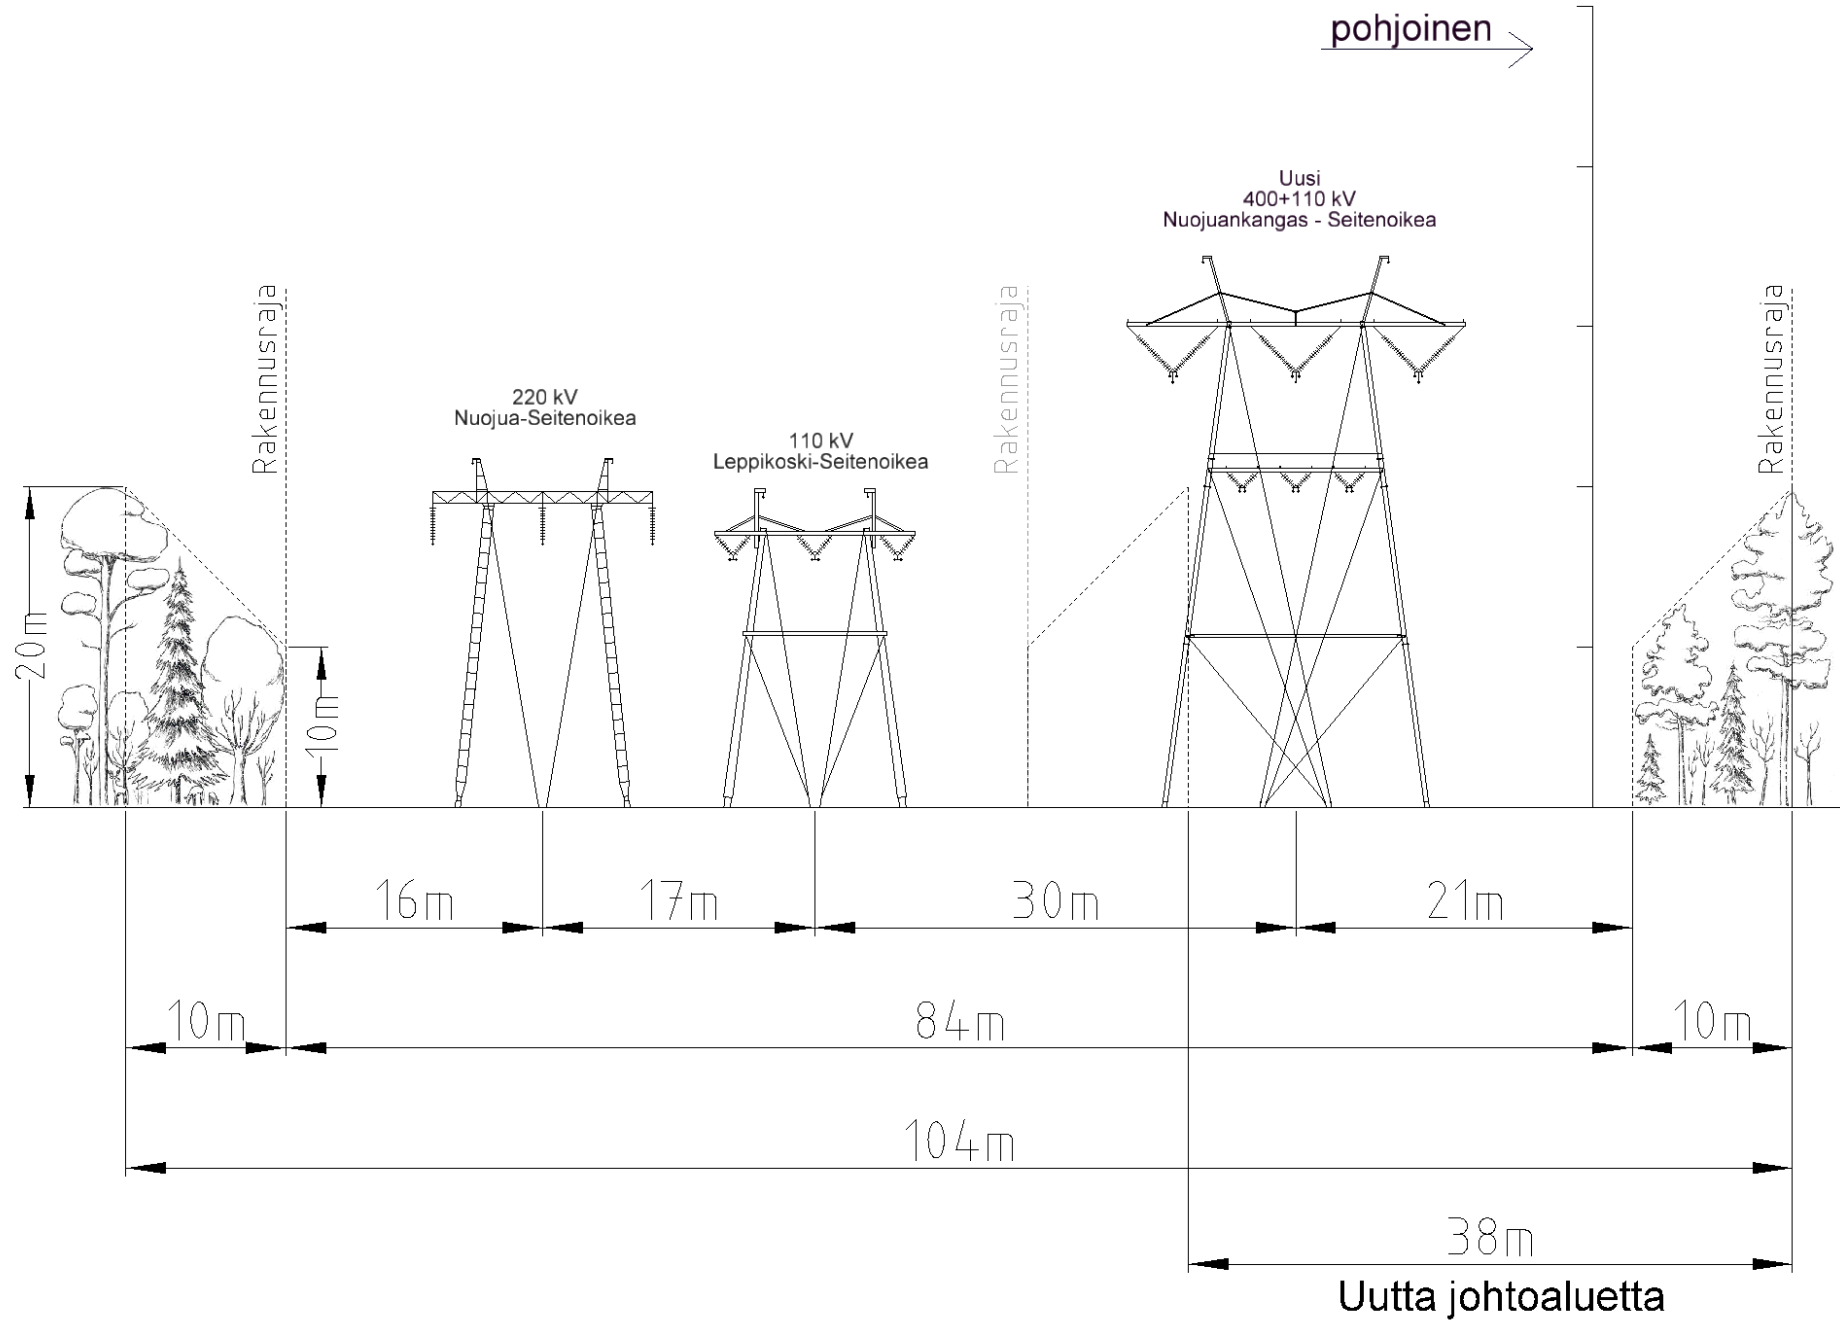 pohjoinen
Uusi
400+110 kV
Nuojuankangas - Seitenoikea
Rakennusraja
Rakennusraja
Rakennusraja
220 kV
Nuojua-Seitenoikea
110 kV
Leppikoski-Seitenoikea
20m
10m
16m
17m
30m
21m
10m
84m
10m
104m
38m
Uutta johtoaluetta